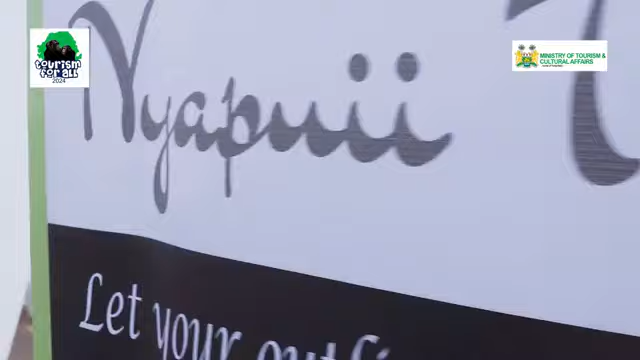 tourism
for all
2024
MINISTRY OF TOURISM &
CULTURAL AFFAIRS
Nyapuii
Let your